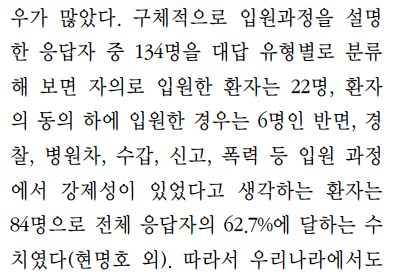 우가 많았다. 구체적으로 입원과정을 설명
한 응답자 중 134명을 대답 유형별로 분류
해 보면 자의로 입원한 환자는 22명, 환자
의 동의 하에 입원한 경우는 6명인 반면, 경
찰, 병원차, 수갑, 신고, 폭력 등 입원 과정
에서 강제성이 있었다고 생각하는 환자는
84명으로 전체 응답자의 62.7%에 달하는 수
치였다(현명호 외). 따라서 우리나라에서도